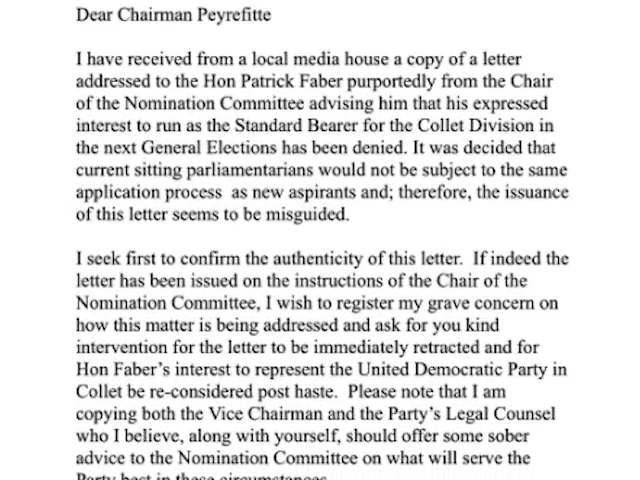 Dear Chairman Peyrefitte
I have received from a local media house a copy of a letter
addressed to the Hon Patrick Faber purportedly from the Chair
of the Nomination Committee advising him that his expressed
interest to run as the Standard Bearer for the Collet Division in
the next General Elections has been denied. It was decided that
current sitting parliamentarians would not be subject to the same
application process as new aspirants and; therefore, the issuance
of this letter seems to be misguided.
I seek first to confirm the authenticity of this letter. If indeed the
letter has been issued on the instructions of the Chair of the
Nomination Committee, I wish to register my grave concern on
how this matter is being addressed and ask for you kind
intervention for the letter to be immediately retracted and for
Hon Faber's interest to represent the United Democratic Party in
Collet be re-considered post haste. Please note that I am
copying both the Vice Chairman and the Party's Legal Counsel
who I believe, along with yourself, should offer some sober
advice to the Nomination Committee on what will serve the
Party best in these circumstances